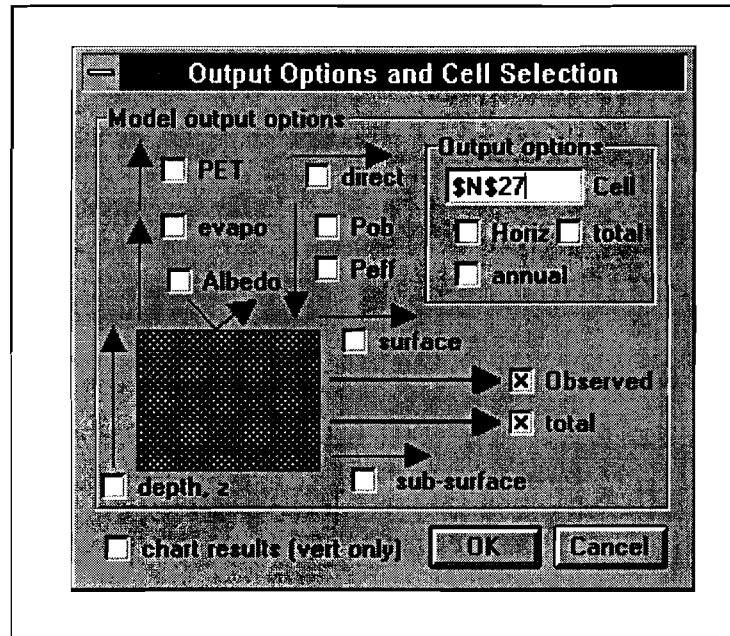 Output Options and Cell Selection
Model output options
PET
direct
Output options
$N$27
Cell
evapo
Pob
Horiz
total
Albedo
Peff
annual
surface
Observed
total
depth, z
sub-surface
chart results (vert only)
OK
Cancel